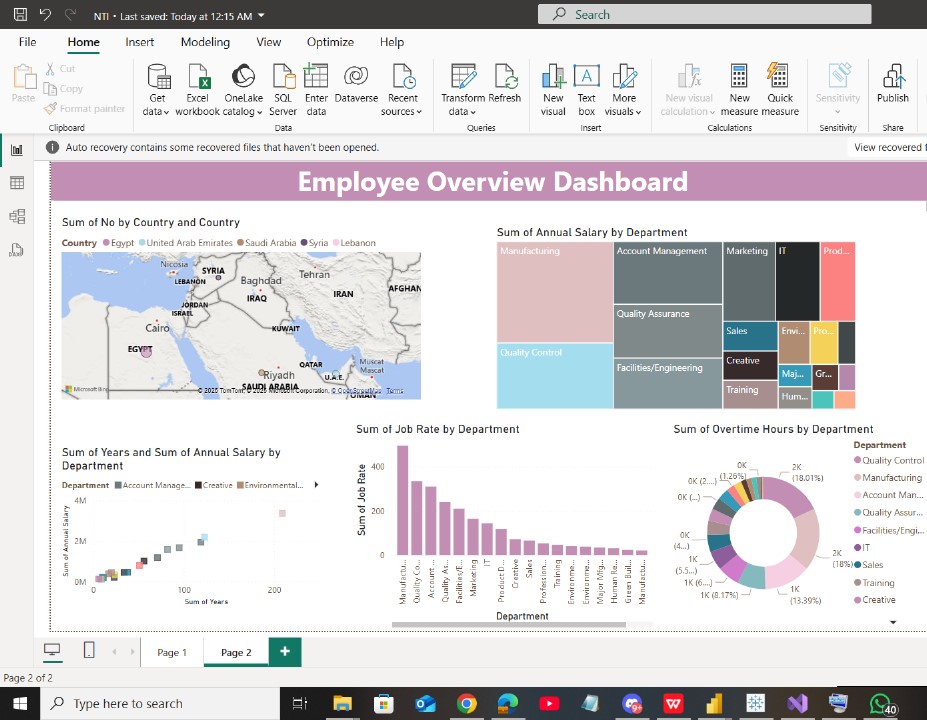 NTI • Last saved: Today at 12:15 AM
Search
File Home Insert Modeling View Optimize Help
Paste
Cut
Copy
Format painter
Clipboard
Get data
Excel workbook
OneLake catalog
SQL Server
Enter data
Dataverse
Recent sources
Data
Transform data
Refresh
Queries
New visual
Text box
More visuals
Insert
New visual calculation
New measure
Quick measure
Calculations
Sensitivity
Sensitivity
Publish
Share
Auto recovery contains some recovered files that haven't been opened.
View recovered f
Employee Overview Dashboard
Sum of No by Country and Country
Country Egypt United Arab Emirates Saudi Arabia Syria Lebanon
Nicosia
SYRIA
LEBANON
Tehran
Baghdad
IRAQ
IRAN
AFGHAN
JORDAN
ISRAEL
Cairo
KUWAIT
EGYPT
QATAR
Riyadh
U.A.E.
Muscat
Mascat
SAUDI ARABIA
OMAN
Microsoft Bing
© 2025 TomTom, © 2025 Microsoft Corporation, © OpenStreetMap Terms
Sum of Annual Salary by Department
Manufacturing
Account Management
Marketing
IT
Prod...
Quality Assurance
Quality Control
Facilities/Engineering
Sales
Envi...
Pro...
Creative
Maj...
Gr...
Training
Hum...
Sum of Years and Sum of Annual Salary by
Department
Department Account Manage... Creative Environmental...
Sum of Annual Salary
4M
2M
0M
0 100 200
Sum of Years
Sum of Job Rate by Department
Sum of Job Rate
400
200
0
Manufactu...
Quality Co...
Account ...
Quality As...
Facilities/E...
Marketing
IT
Product D...
Creative
Sales
Profession...
Training
Environme...
Environme...
Major Mfg...
Human Re...
Green Buil...
Manufactu...
Department
Sum of Overtime Hours by Department
2K
(18.01%)
2K
(18%)
1K
(13.39%)
1K (8.17%)
1K (6....)
1K
(5.5...)
0K
(4...)
0K (...)
0K (2....)
0K
(1.26%)
Department
Quality Control
Manufacturing
Account Man...
Quality Assur...
Facilities/Engi...
IT
Sales
Training
Creative
Page 1
Page 2
+
Page 2 of 2
Type here to search
40